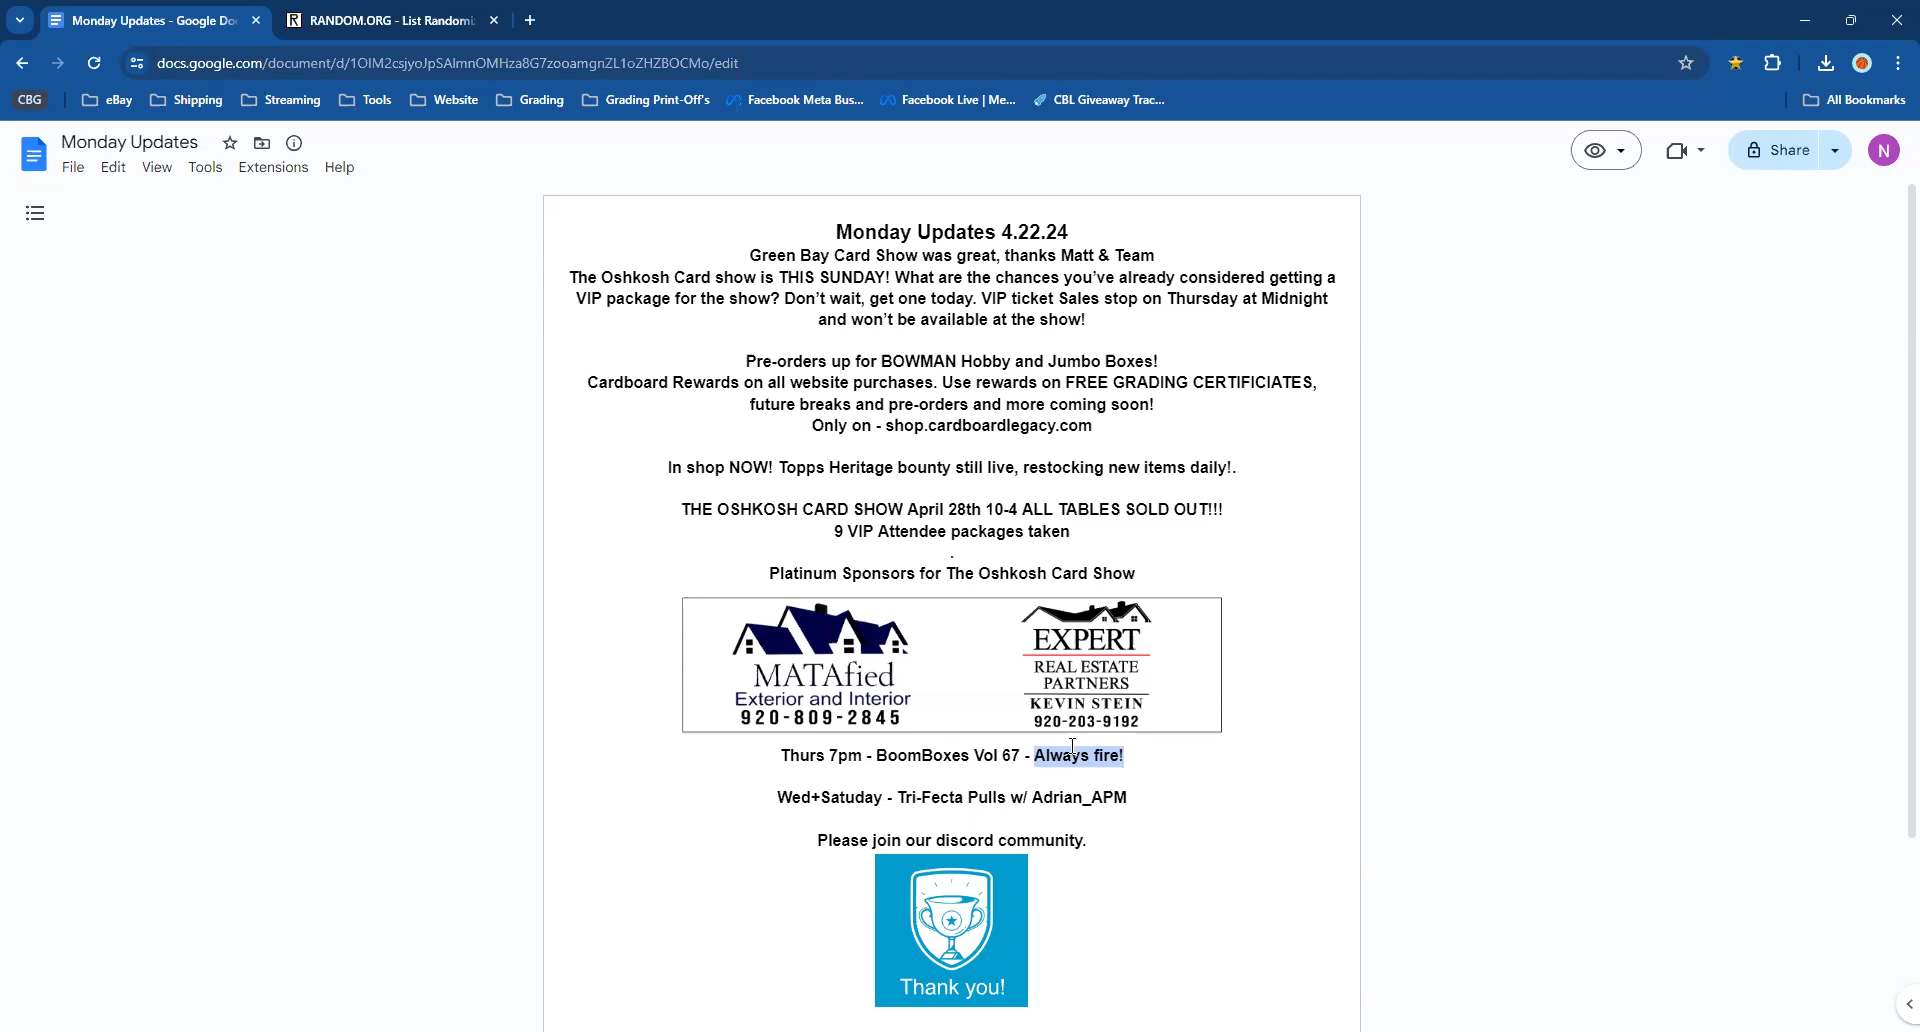 Monday Updates - Google Do
RANDOM.ORG - List Randomi
docs.google.com/document/d/1OIM2csjyoJpSAlmnOMHza8G7zooamgnZL1oZHZBOCMo/edit
CBG
eBay
Shipping
Streaming
Tools
Website
Grading
Grading Print-Off's
Facebook Meta Bus...
Facebook Live | Me...
CBL Giveaway Trac...
All Bookmarks
Monday Updates
File Edit View Tools Extensions Help
Share
N
Monday Updates 4.22.24
Green Bay Card Show was great, thanks Matt & Team
The Oshkosh Card show is THIS SUNDAY! What are the chances you've already considered getting a
VIP package for the show? Don't wait, get one today. VIP ticket Sales stop on Thursday at Midnight
and won't be available at the show!
Pre-orders up for BOWMAN Hobby and Jumbo Boxes!
Cardboard Rewards on all website purchases. Use rewards on FREE GRADING CERTIFICIATES,
future breaks and pre-orders and more coming soon!
Only on - shop.cardboardlegacy.com
In shop NOW! Topps Heritage bounty still live, restocking new items daily!.
THE OSHKOSH CARD SHOW April 28th 10-4 ALL TABLES SOLD OUT!!!
9 VIP Attendee packages taken
.
Platinum Sponsors for The Oshkosh Card Show
MATAfied
Exterior and Interior
920-809-2845
EXPERT
REAL ESTATE
PARTNERS
KEVIN STEIN
920-203-9192
Thurs 7pm - BoomBoxes Vol 67 - Always fire!
Wed+Satuday - Tri-Fecta Pulls w/ Adrian_APM
Please join our discord community.
Thank you!